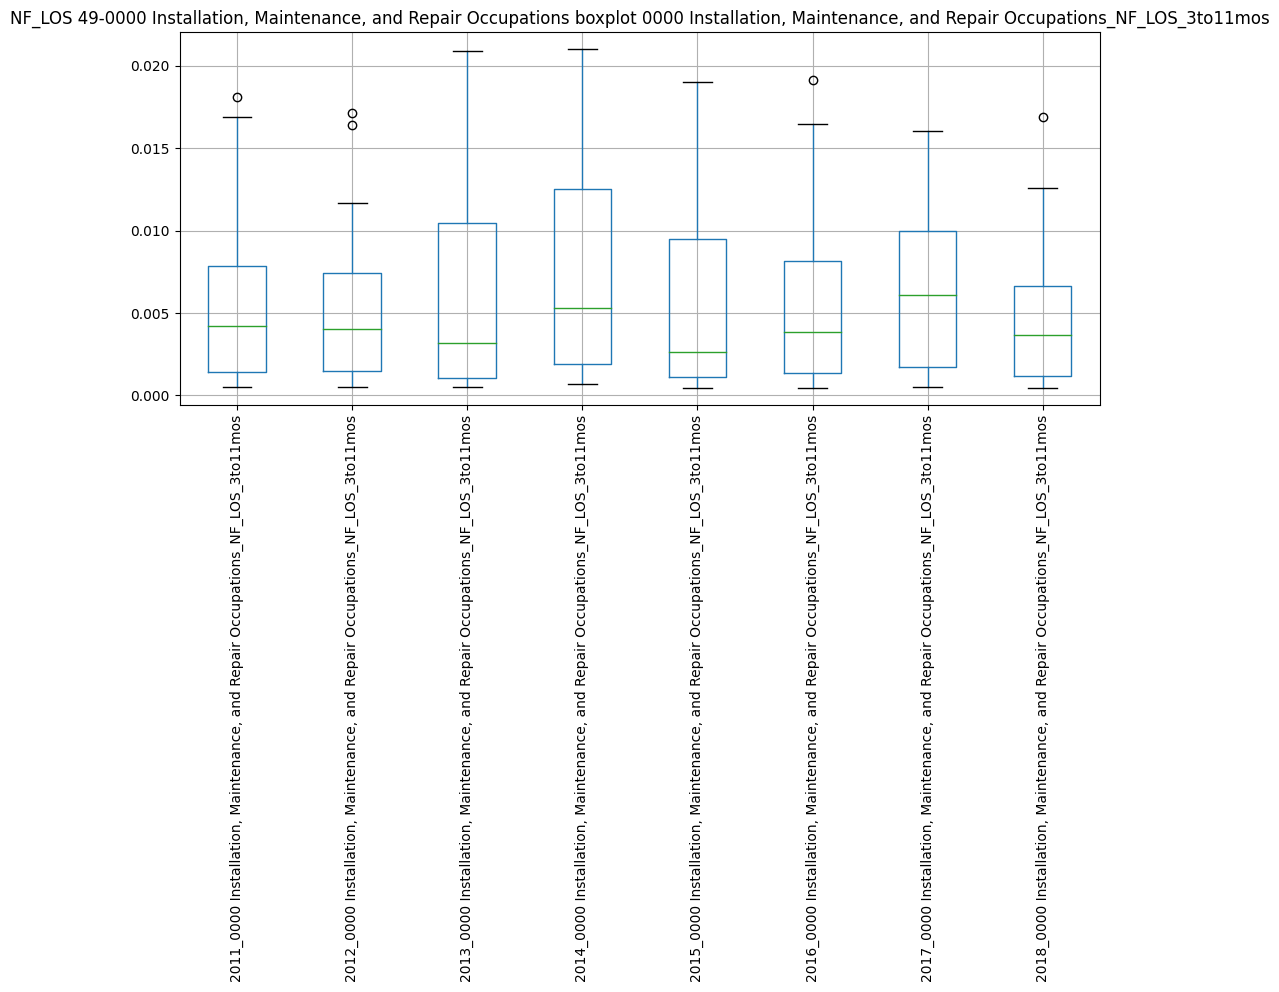 NF_LOS 49-0000 Installation, Maintenance, and Repair Occupations boxplot 0000 Installation, Maintenance, and Repair Occupations_NF_LOS_3to11mos
0.020
0.015
0.010
0.005
0.000
2011_0000 Installation, Maintenance, and Repair Occupations_NF_LOS_3to11mos
2012_0000 Installation, Maintenance, and Repair Occupations_NF_LOS_3to11mos
2013_0000 Installation, Maintenance, and Repair Occupations_NF_LOS_3to11mos
2014_0000 Installation, Maintenance, and Repair Occupations_NF_LOS_3to11mos
2015_0000 Installation, Maintenance, and Repair Occupations_NF_LOS_3to11mos
2016_0000 Installation, Maintenance, and Repair Occupations_NF_LOS_3to11mos
2017_0000 Installation, Maintenance, and Repair Occupations_NF_LOS_3to11mos
2018_0000 Installation, Maintenance, and Repair Occupations_NF_LOS_3to11mos